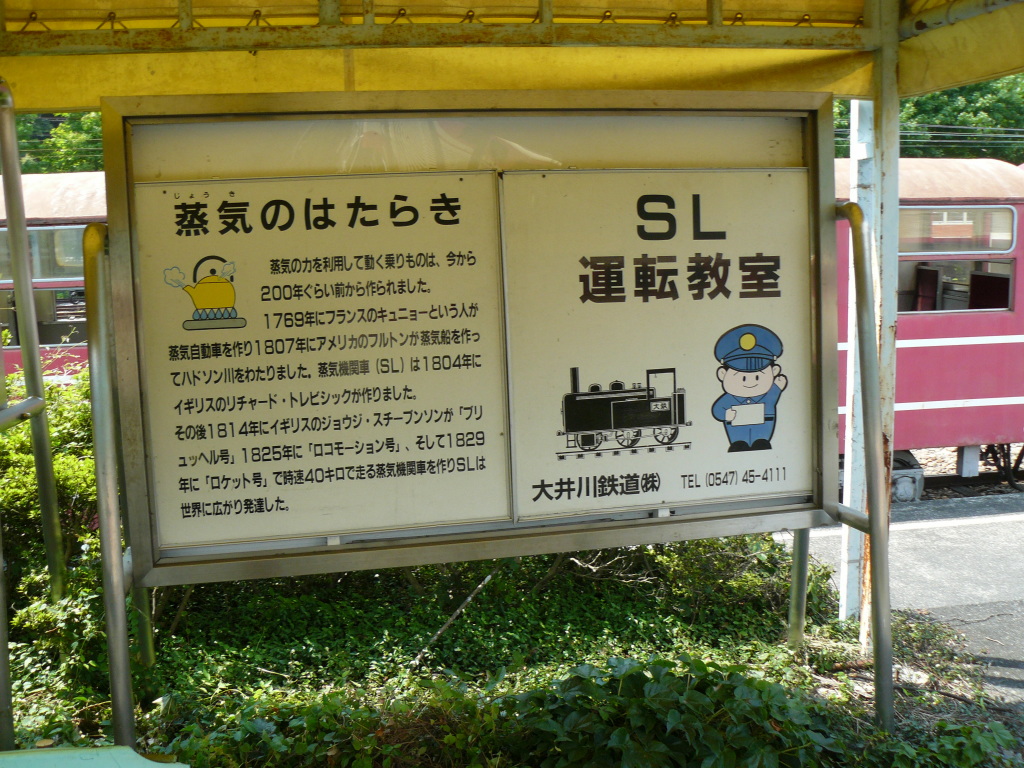 じょうき
蒸気のはたらき
蒸気の力を利用して動く乗りものは、今から
200年ぐらい前から作られました。
1769年にフランスのキュニョーという人が
蒸気自動車を作り1807年にアメリカのフルトンが蒸気船を作っ
てハドソン川をわたりました。蒸気機関車（SL）は1804年に
イギリスのリチャード・トレビシックが作りました。
その後1814年にイギリスのジョウジ・スチーブンソンが「ブリ
ュッヘル号」1825年に「ロコモーション号」、そして1829
年に「ロケット号」で時速40キロで走る蒸気機関車を作りSLは
世界に広がり発達した。
SL
運転教室
大井川鉄道㈱ TEL (0547) 45-4111